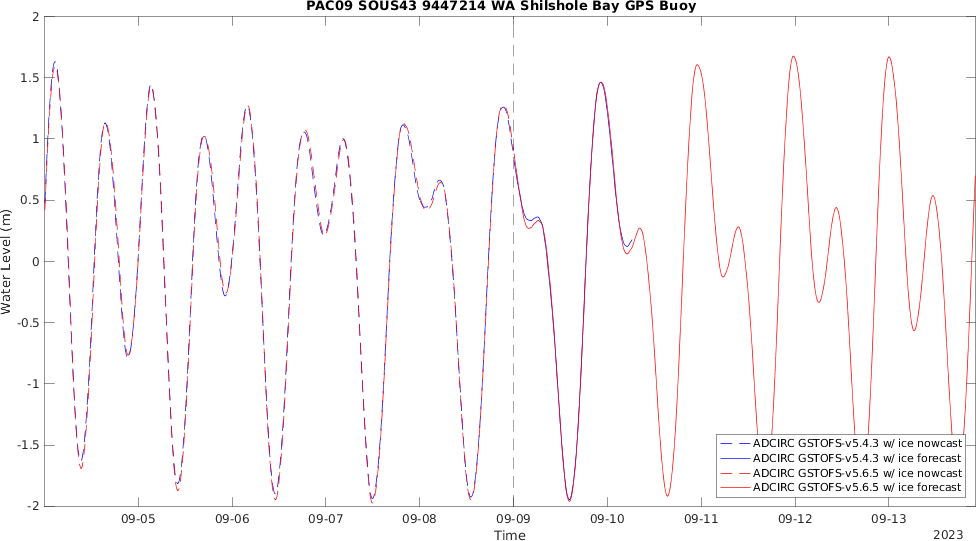 PAC09 SOUS43 9447214 WA Shilshole Bay GPS Buoy
Water Level (m)
2
1.5
1
0.5
0
-0.5
-1
-1.5
-2
ADCIRC GSTOFS-v5.4.3 w/ ice nowcast
ADCIRC GSTOFS-v5.4.3 w/ ice forecast
ADCIRC GSTOFS-v5.6.5 w/ ice nowcast
ADCIRC GSTOFS-v5.6.5 w/ ice forecast
09-05 09-06 09-07 09-08 09-09 09-10 09-11 09-12 09-13
Time
2023